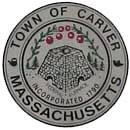 TOWN OF CARVER
INCORPORATED 1790
MASSACHUSETTS